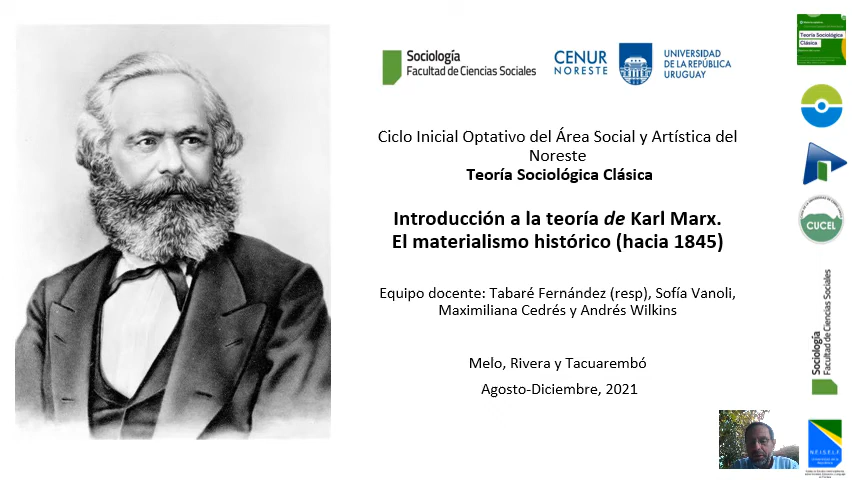 Sociología
Facultad de Ciencias Sociales
CENUR
NORESTE
UNIVERSIDAD
DE LA REPÚBLICA
URUGUAY
Teoría Sociológica
Clásica
Ciclo Inicial Optativo del Área Social y Artística del
Noreste
Teoría Sociológica Clásica
Introducción a la teoría de Karl Marx.
El materialismo histórico (hacia 1845)
Equipo docente: Tabaré Fernández (resp), Sofía Vanoli,
Maximiliana Cedrés y Andrés Wilkins
Melo, Rivera y Tacuarembó
Agosto-Diciembre, 2021
CUCEL
Sociología
Facultad de Ciencias Sociales